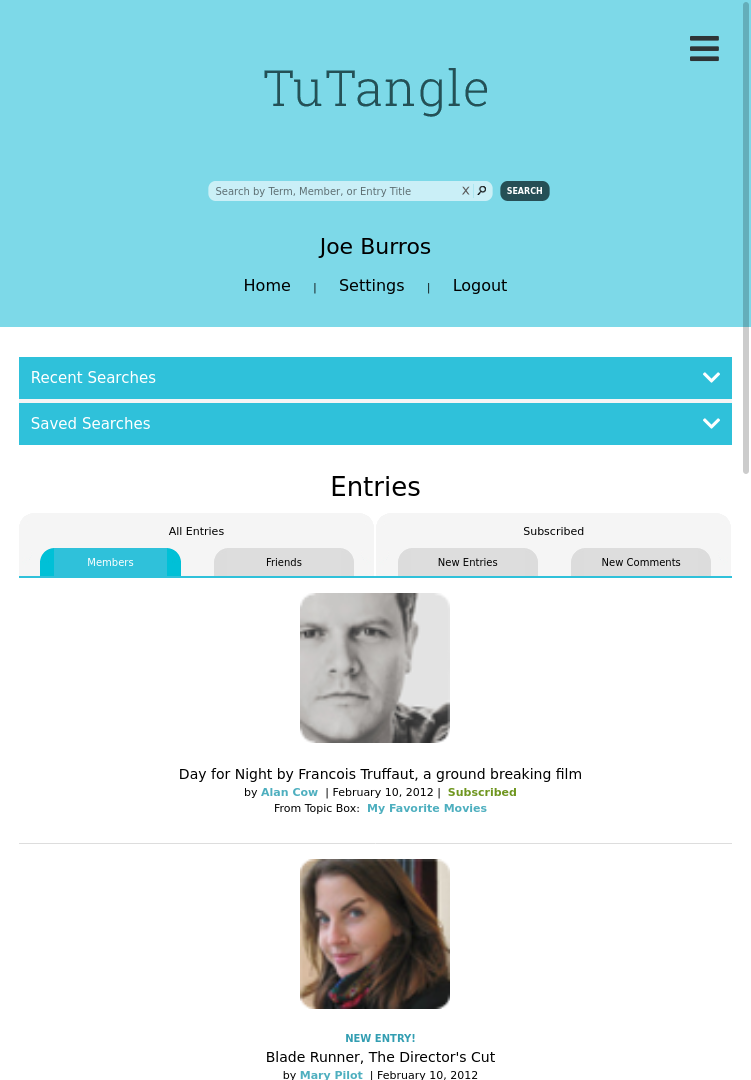 TuTangle
Search by Term, Member, or Entry Title X SEARCH
Joe Burros
Home | Settings | Logout
Recent Searches
Saved Searches
Entries
All Entries Subscribed
Members Friends New Entries New Comments
Day for Night by Francois Truffaut, a ground breaking film
by Alan Cow | February 10, 2012 | Subscribed
From Topic Box: My Favorite Movies
NEW ENTRY!
Blade Runner, The Director's Cut
by Mary Pilot | February 10, 2012